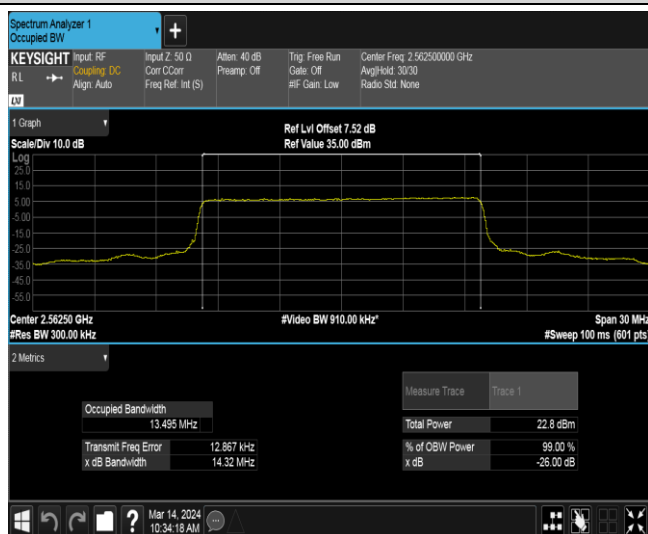 Spectrum Analyzer 1
Occupied BW
KEYSIGHT
RL
LXI
Input: RF
Coupling: DC
Align: Auto
Input Z: 50 Ω
Corr CCorr
Freq Ref: Int (S)
Atten: 40 dB
Preamp: Off
Trig: Free Run
Gate: Off
#IF Gain: Low
Center Freq: 2.562500000 GHz
Avg|Hold: 30/30
Radio Std: None
1 Graph
Scale/Div 10.0 dB
Ref Lvl Offset 7.52 dB
Ref Value 35.00 dBm
Log
25.0
15.0
5.00
-5.00
-15.0
-25.0
-35.0
-45.0
-55.0
Center 2.56250 GHz
#Res BW 300.00 kHz
#Video BW 910.00 kHz*
Span 30 MHz
#Sweep 100 ms (601 pts)
2 Metrics
Measure Trace Trace 1
Occupied Bandwidth
13.495 MHz
Total Power 22.8 dBm
Transmit Freq Error 12.867 kHz
% of OBW Power 99.00 %
x dB Bandwidth 14.32 MHz
x dB -26.00 dB
?
Mar 14, 2024
10:34:18 AM